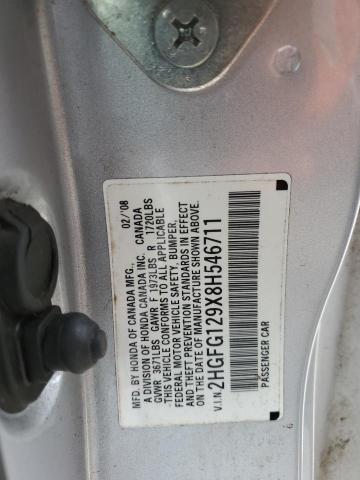 MFD. BY HONDA OF CANADA MFG., 02/'08
A DIVISION OF HONDA CANADA INC. CANADA
GVWR 3671LBS GAWR F 1973LBS R 1720LBS
THIS VEHICLE CONFORMS TO ALL APPLICABLE
FEDERAL MOTOR VEHICLE SAFETY, BUMPER,
AND THEFT PREVENTION STANDARDS IN EFFECT
ON THE DATE OF MANUFACTURE SHOWN ABOVE.
V.I.N. 2HGFG129X8H546711
PASSENGER CAR